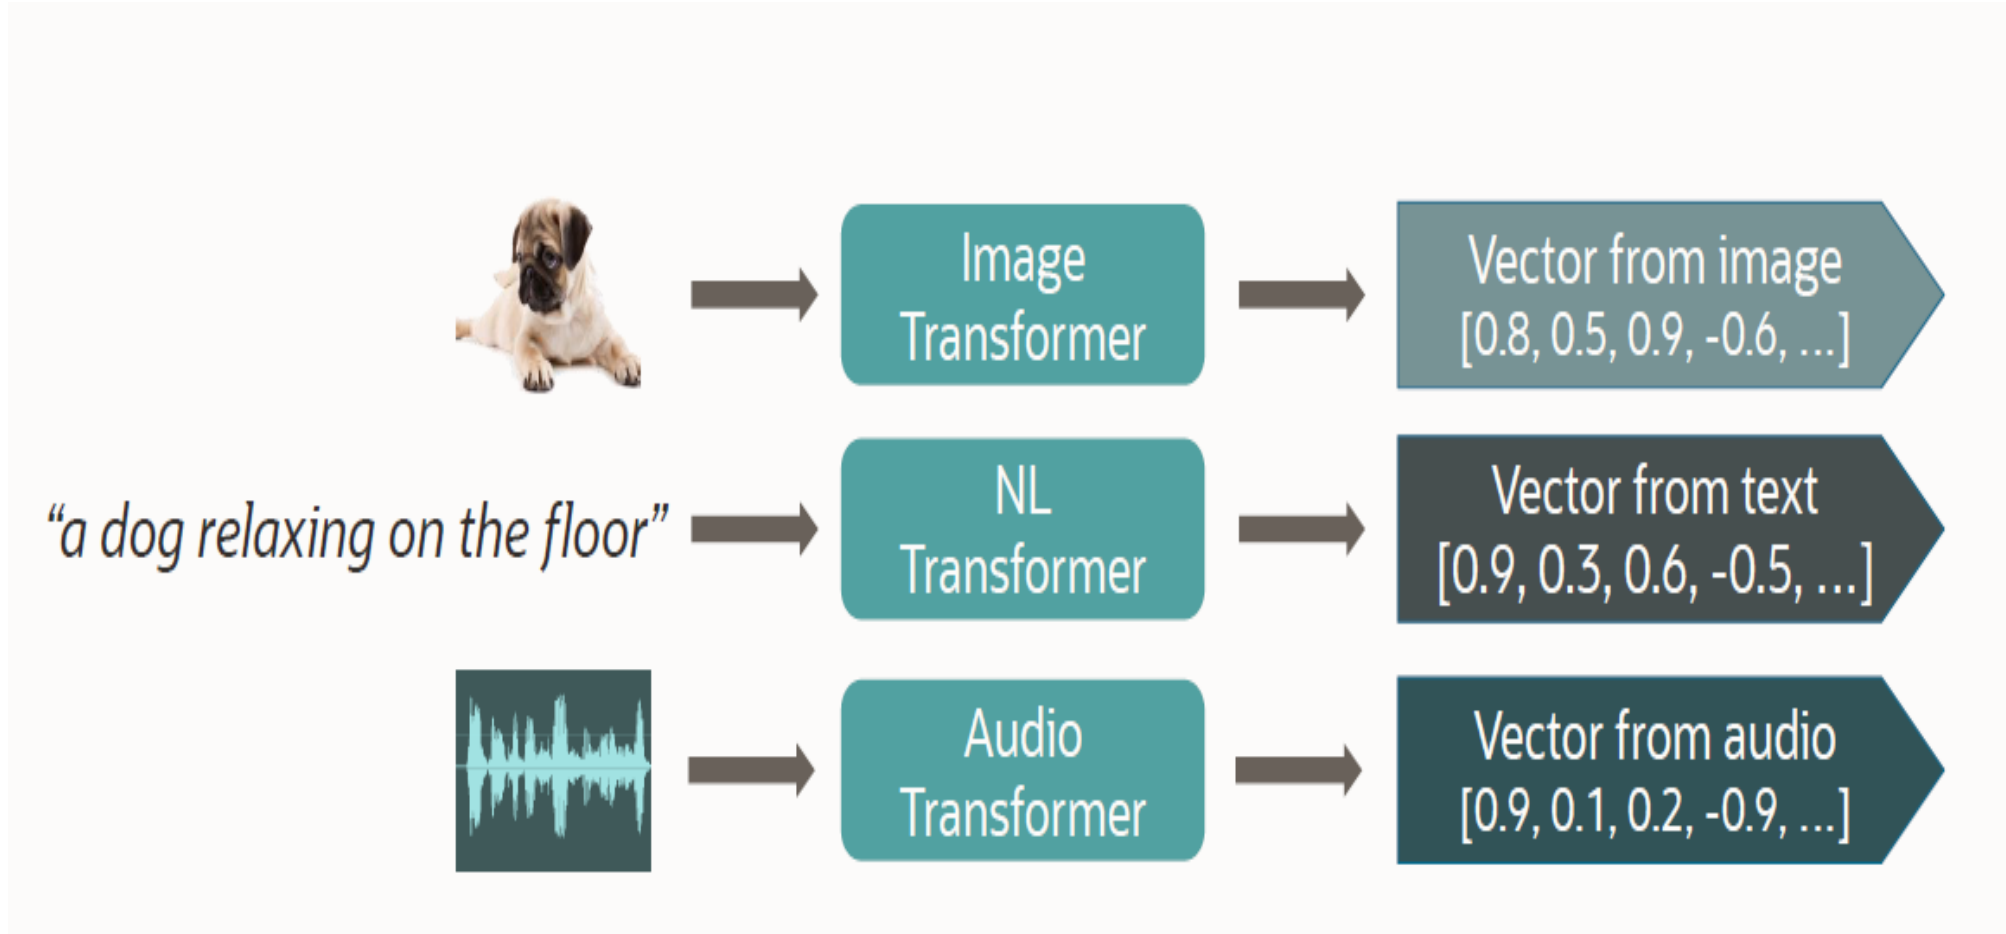 Image
Transformer
Vector from image
[0.8, 0.5, 0.9, -0.6, ...]
“a dog relaxing on the floor”
NL
Transformer
Vector from text
[0.9, 0.3, 0.6, -0.5, ...]
Audio
Transformer
Vector from audio
[0.9, 0.1, 0.2, -0.9, ...]